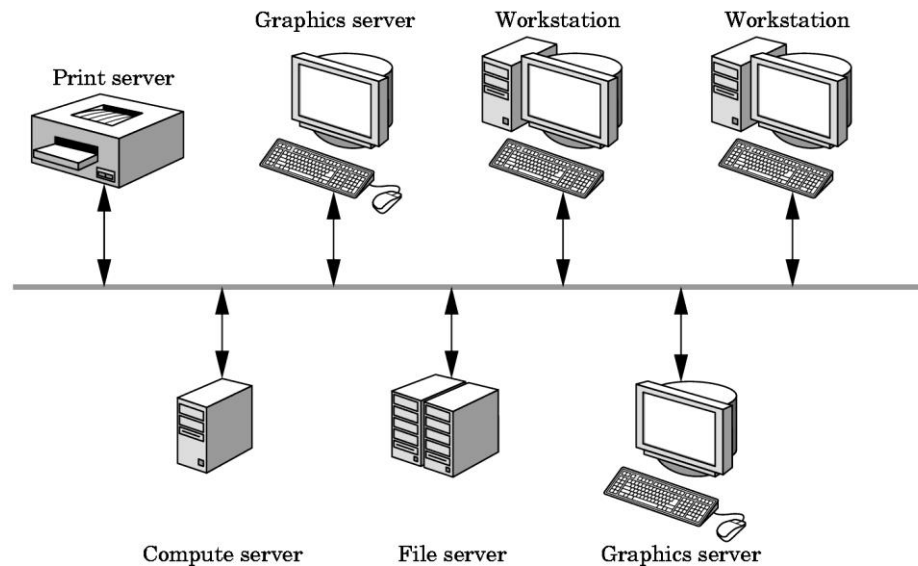 Graphics server
Workstation
Workstation
Print server
Compute server
File server
Graphics server